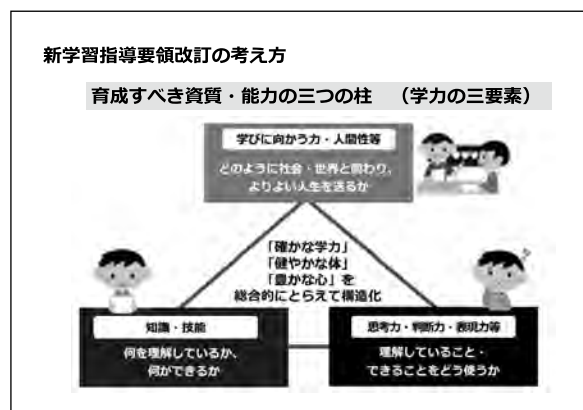 新学習指導要領改訂の考え方
育成すべき資質・能力の三つの柱 （学力の三要素）
学びに向かう力・人間性等
どのように社会・世界と関わり、
よりよい人生を送るか
「確かな学力」
「健やかな体」
「豊かな心」を
総合的にとらえて構造化
知識・技能
何を理解しているか、
何ができるか
思考力・判断力・表現力等
理解していること・
できることをどう使うか